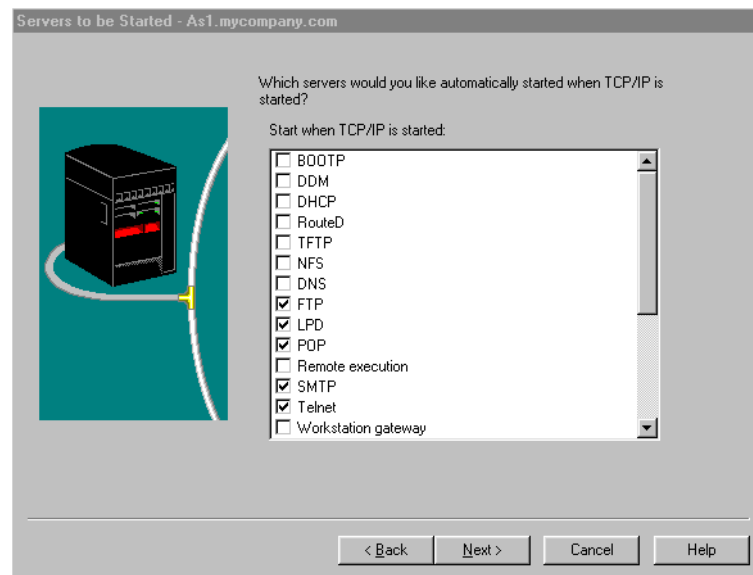 Servers to be Started - As1.mycompany.com
Which servers would you like automatically started when TCP/IP is
started?
Start when TCP/IP is started:
BOOTP
DDM
DHCP
RouteD
TFTP
NFS
DNS
FTP
LPD
POP
Remote execution
SMTP
Telnet
Workstation gateway
< Back
Next >
Cancel
Help